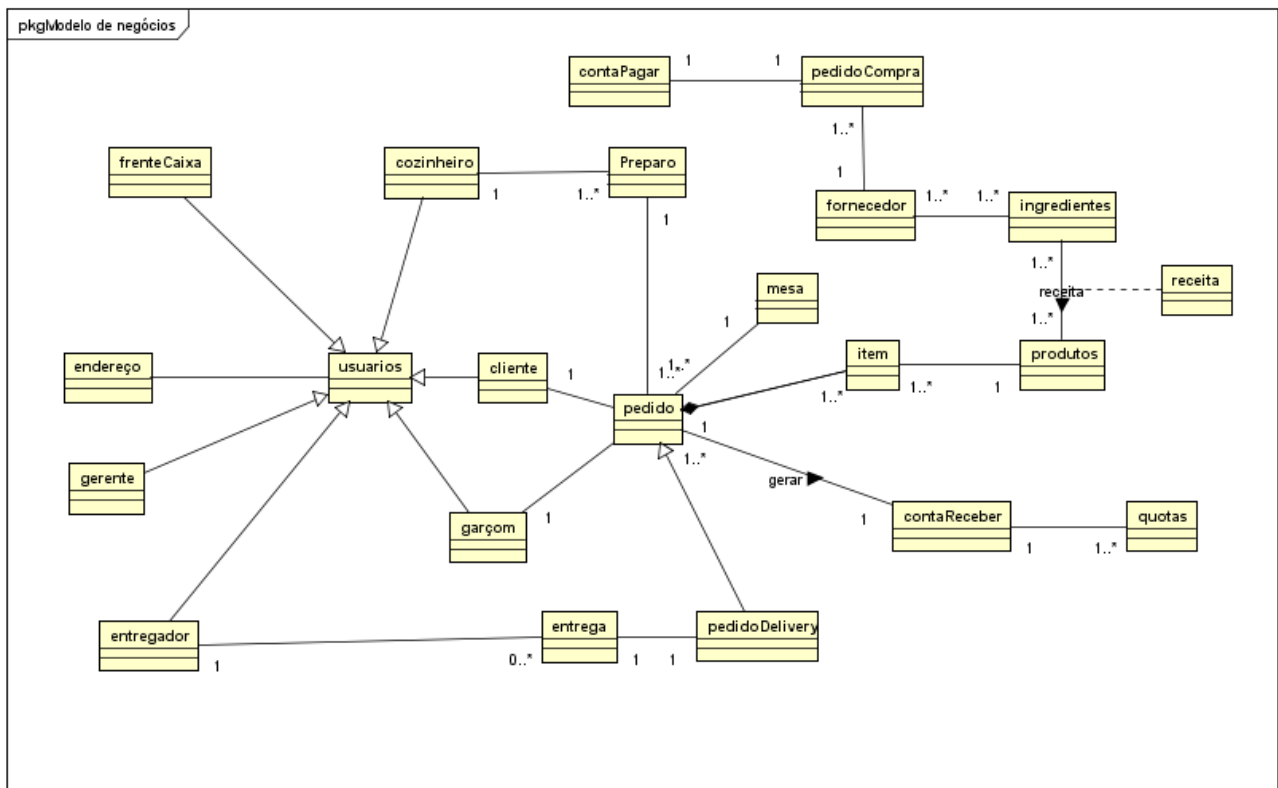 pkgModelo de negócios
contaPagar
1
1
pedidoCompra
1..*
1
frenteCaixa
cozinheiro
1
1..*
Preparo
1
fornecedor
1..*
1..*
ingredientes
1..*
receita
receita
1..*
mesa
1
1..*
1..*
endereço
usuarios
cliente
1
item
1..*
1
produtos
1..*
pedido
1
1..*
gerar
1
gerente
garçom
1
contaReceber
1
1..*
quotas
entregador
1
0..*
entrega
1
1
pedidoDelivery